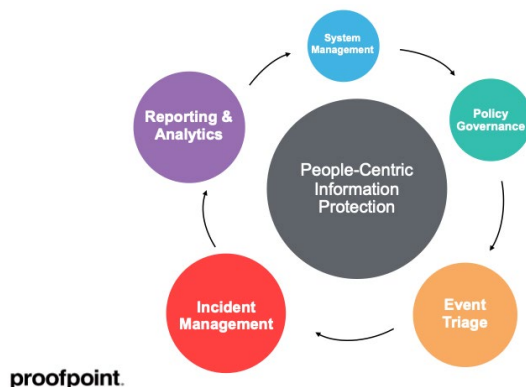 System
Management
Policy
Governance
Reporting &
Analytics
People-Centric
Information
Protection
Incident
Management
Event
Triage
proofpoint.